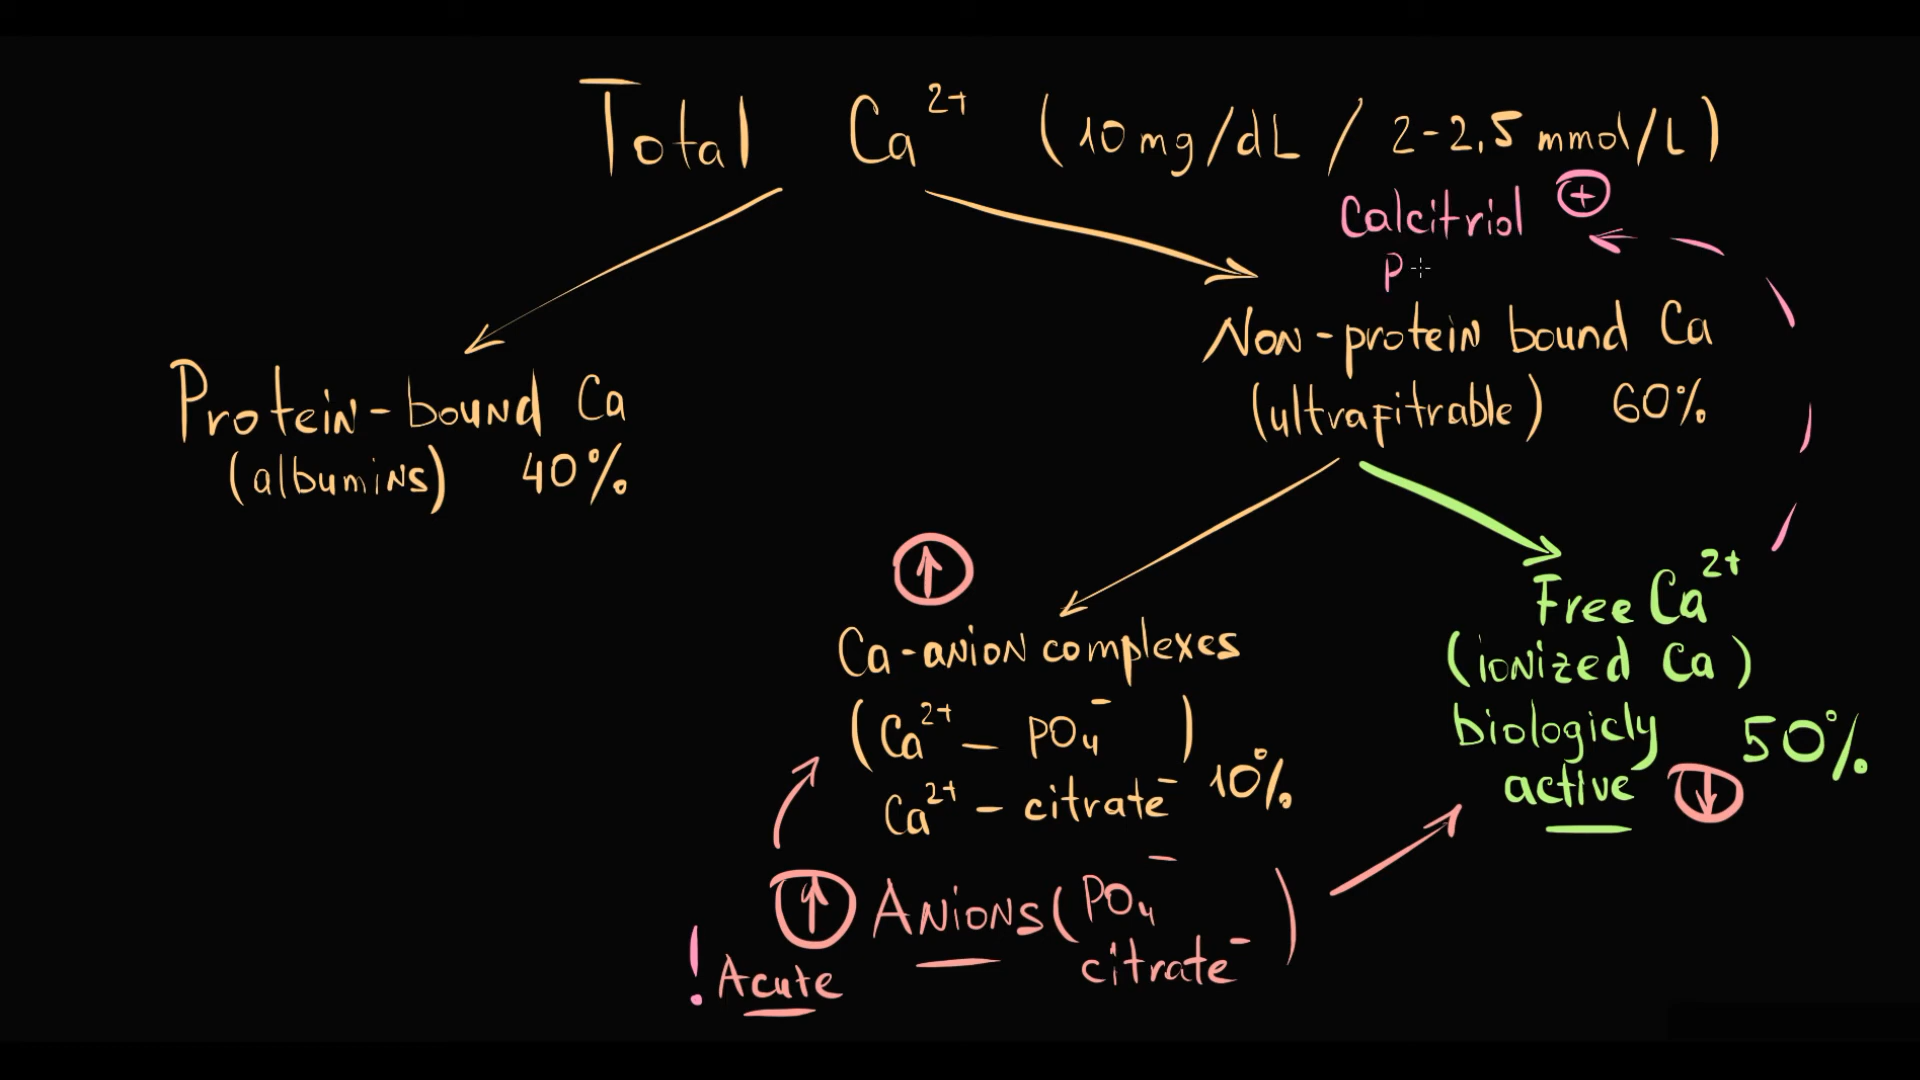 Total Ca²⁺ (10 mg/dL / 2-2,5 mmol/L)
Calcitriol +
P
Non-protein bound Ca
(ultrafitrable) 60%
Protein-bound Ca
(albumins) 40%
Free Ca²⁺
(ionized Ca)
biologicly 50%
active
Ca-anion complexes
(Ca²⁺ – PO₄⁻)
Ca²⁺ – citrate⁻ 10%
↑ Anions (PO₄⁻
citrate⁻)
! Acute